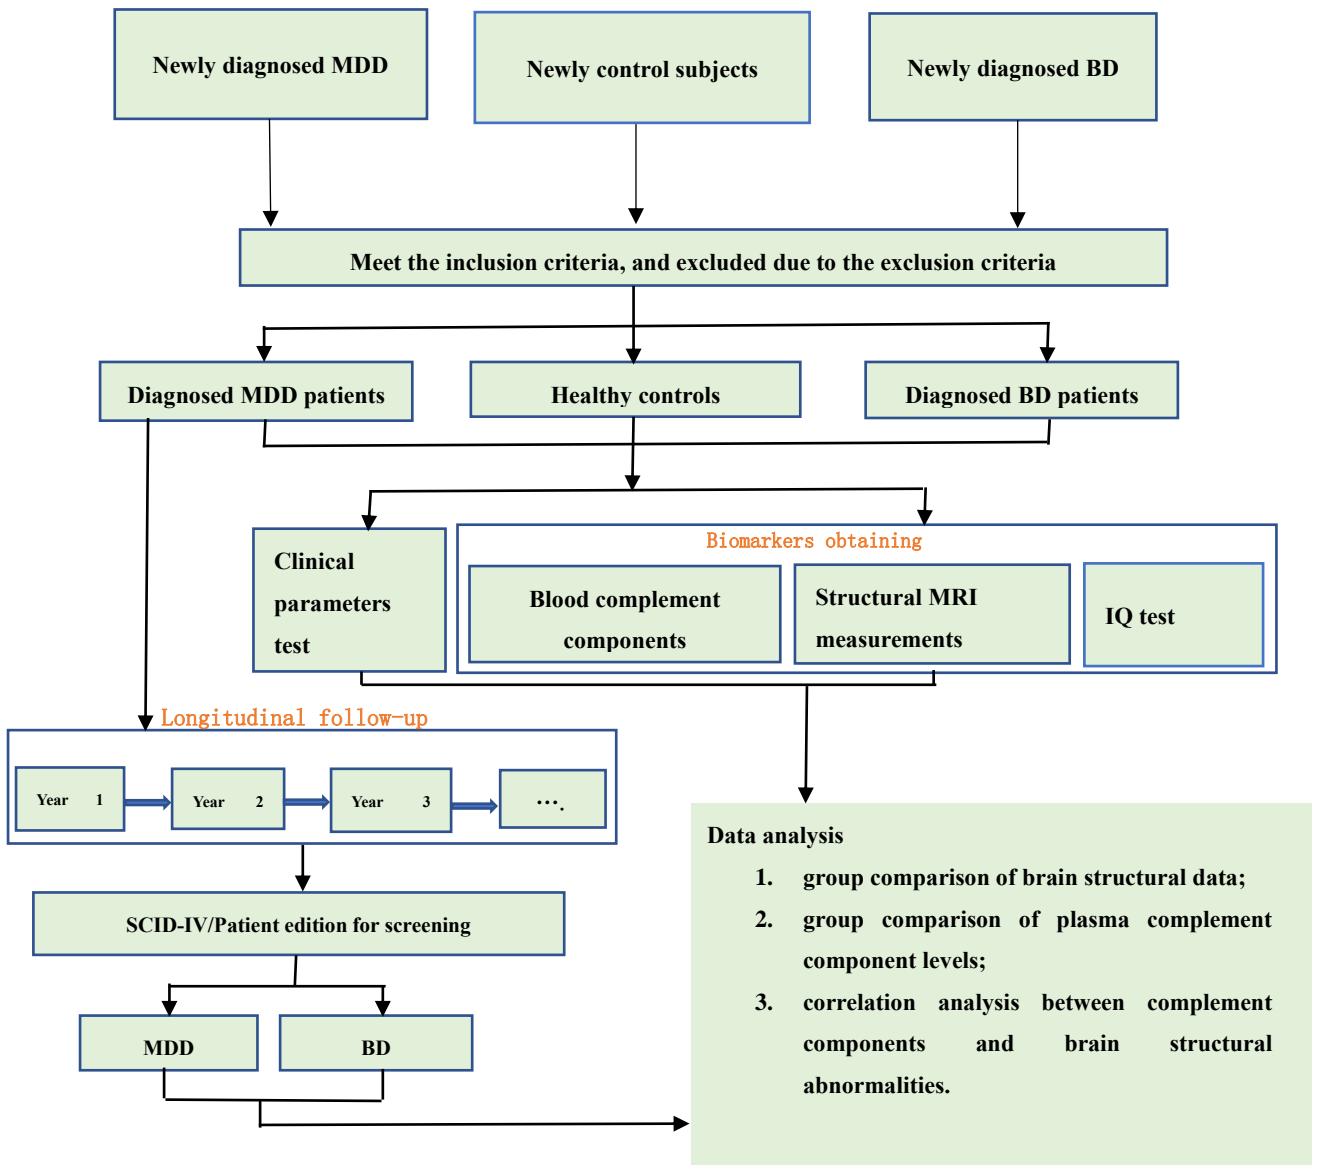 Newly diagnosed MDD
Newly control subjects
Newly diagnosed BD
Meet the inclusion criteria, and excluded due to the exclusion criteria
Diagnosed MDD patients
Healthy controls
Diagnosed BD patients
Clinical
parameters
test
Biomarkers obtaining
Blood complement
components
Structural MRI
measurements
IQ test
Longitudinal follow-up
Year 1
Year 2
Year 3
….
SCID-IV/Patient edition for screening
MDD
BD
Data analysis
1. group comparison of brain structural data;
2. group comparison of plasma complement
component levels;
3. correlation analysis between complement
components and brain structural
abnormalities.